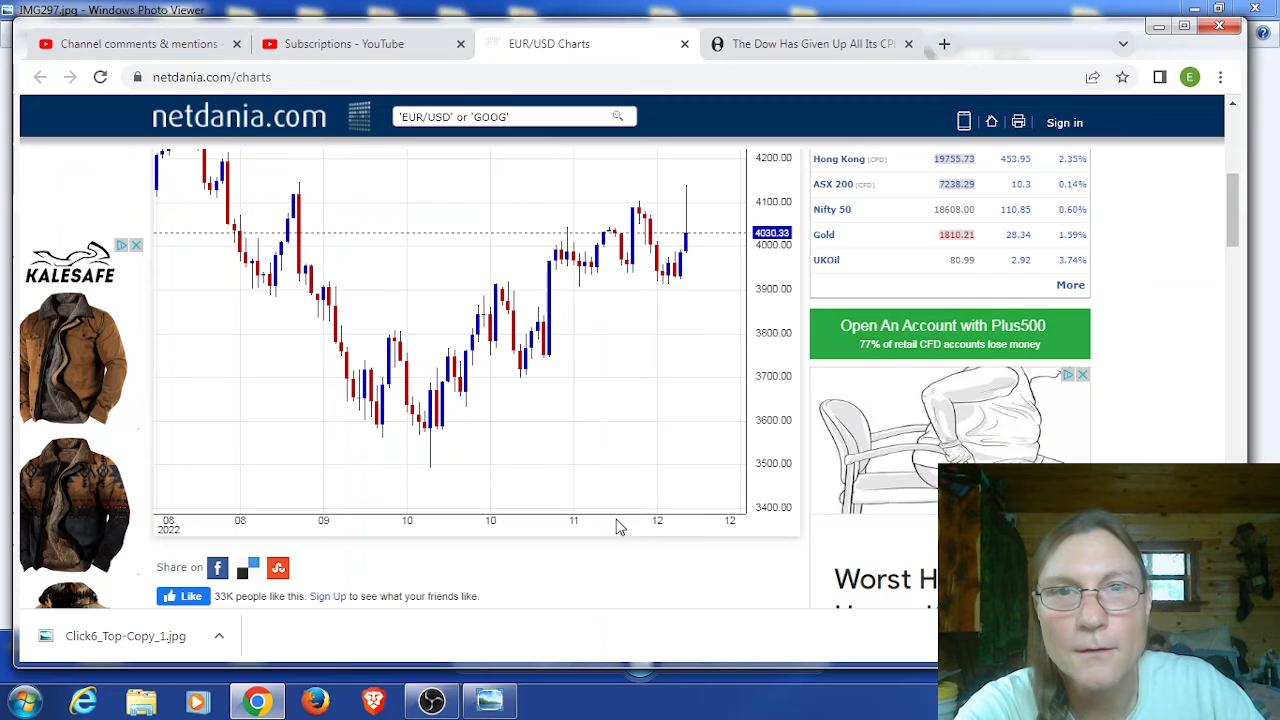 IMG297.jpg - Windows Photo Viewer
Channel comments & mentions
Subscriptions - YouTube
EUR/USD Charts
The Dow Has Given Up All Its CP
netdania.com/charts
E
netdania.com
'EUR/USD' or 'GOOG'
Sign in
4200.00
4100.00
4030.33
4000.00
3900.00
3800.00
3700.00
3600.00
3500.00
3400.00
08 08 09 10 10 11 12 12
2022
Hong Kong (CFD) 19755.73 453.95 2.35%
ASX 200 (CFD) 7238.29 10.3 0.14%
Nifty 50 18608.00 110.85 0.60%
Gold 1810.21 28.34 1.59%
UKOil 80.99 2.92 3.74%
More
Open An Account with Plus500
77% of retail CFD accounts lose money
KALESAFE
Worst H
Share on
Like 33K people like this. Sign Up to see what your friends like.
Click6_Top-Copy_1.jpg